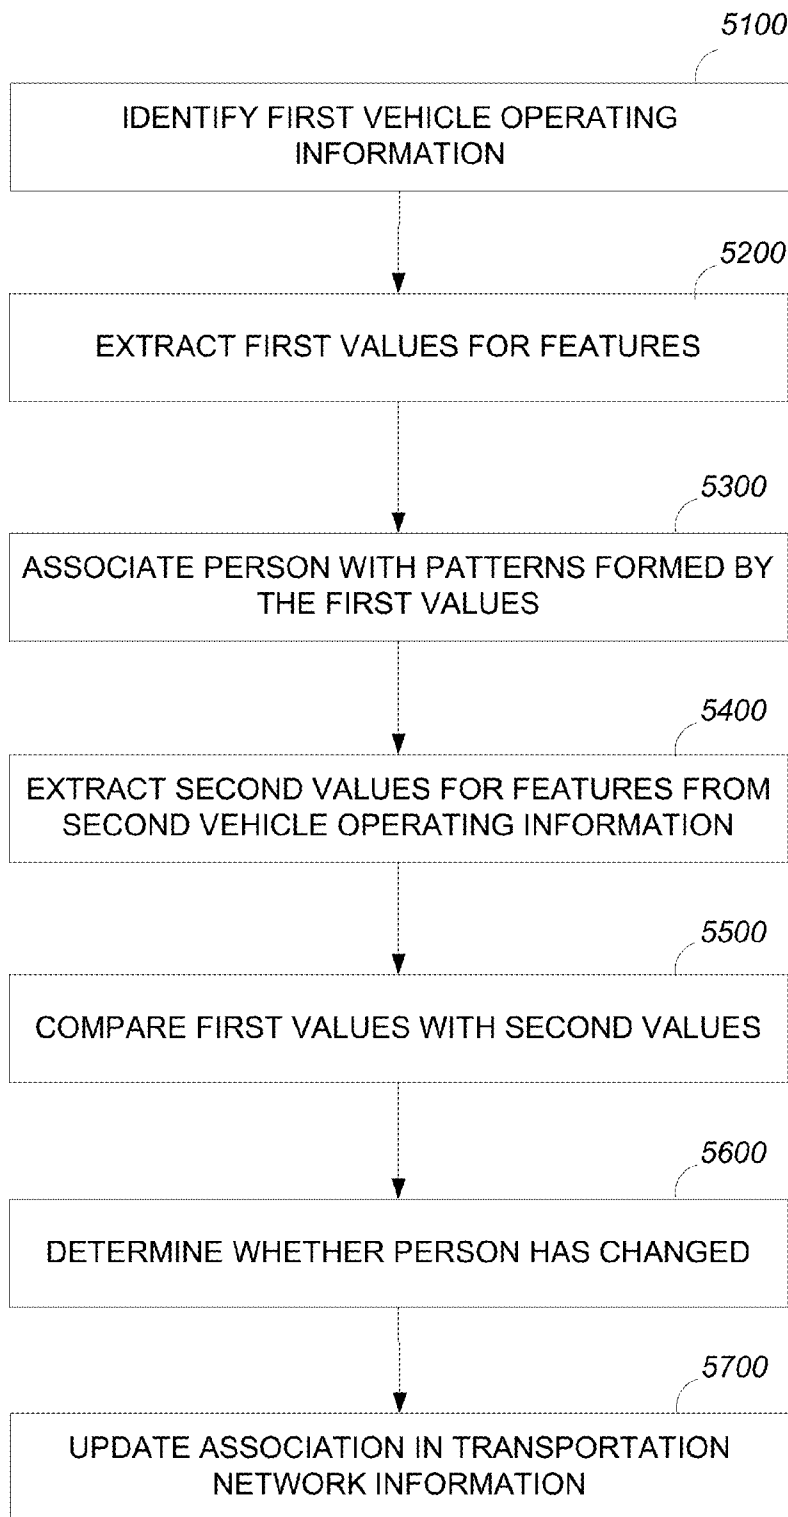 5100
IDENTIFY FIRST VEHICLE OPERATING
INFORMATION
5200
EXTRACT FIRST VALUES FOR FEATURES
5300
ASSOCIATE PERSON WITH PATTERNS FORMED BY
THE FIRST VALUES
5400
EXTRACT SECOND VALUES FOR FEATURES FROM
SECOND VEHICLE OPERATING INFORMATION
5500
COMPARE FIRST VALUES WITH SECOND VALUES
5600
DETERMINE WHETHER PERSON HAS CHANGED
5700
UPDATE ASSOCIATION IN TRANSPORTATION
NETWORK INFORMATION